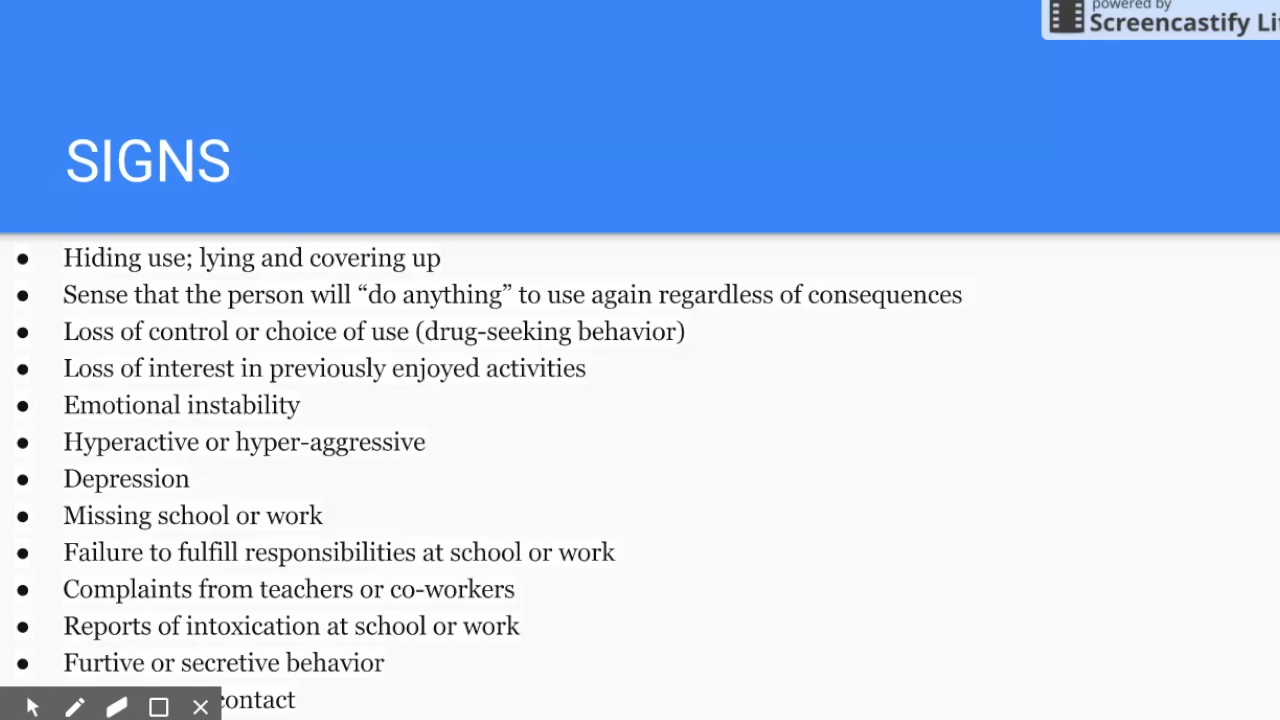 powered by
Screencastify
SIGNS
● Hiding use; lying and covering up
● Sense that the person will “do anything” to use again regardless of consequences
● Loss of control or choice of use (drug-seeking behavior)
● Loss of interest in previously enjoyed activities
● Emotional instability
● Hyperactive or hyper-aggressive
● Depression
● Missing school or work
● Failure to fulfill responsibilities at school or work
● Complaints from teachers or co-workers
● Reports of intoxication at school or work
● Furtive or secretive behavior
contact